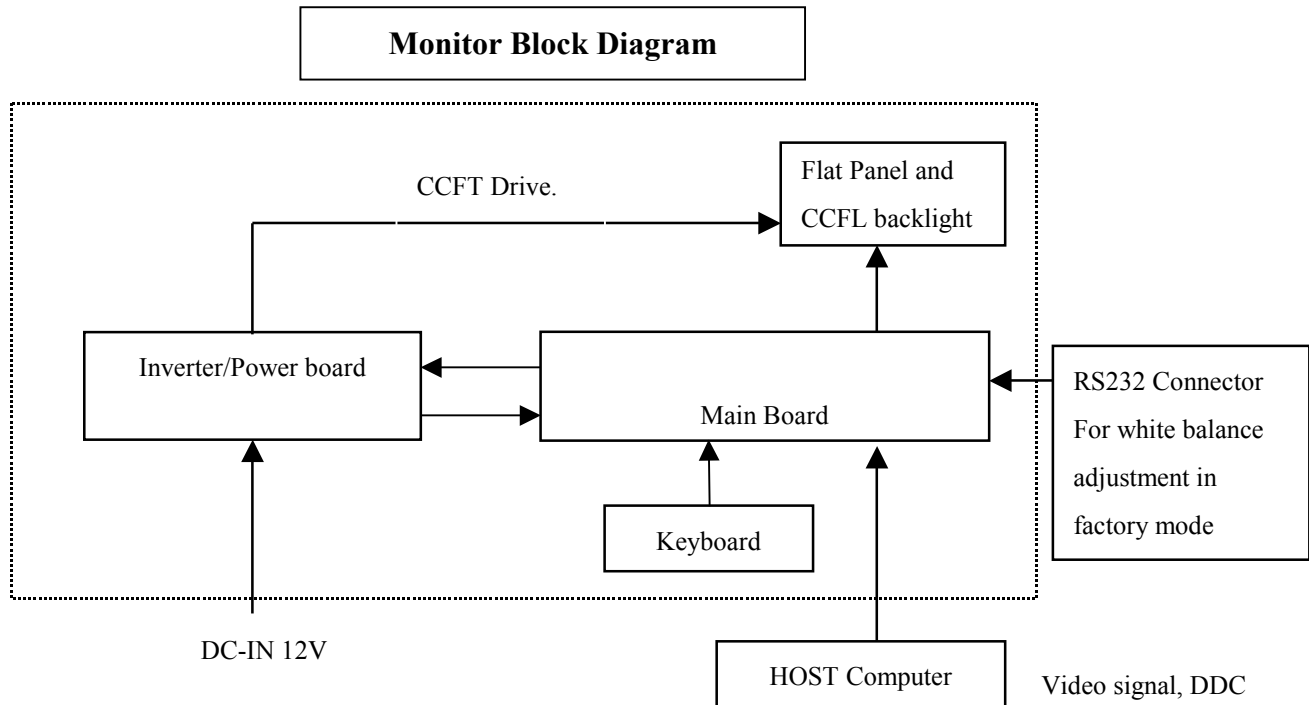 Monitor Block Diagram
Flat Panel and
CCFL backlight
CCFT Drive.
Inverter/Power board
Main Board
RS232 Connector
For white balance
adjustment in
factory mode
Keyboard
DC-IN 12V
HOST Computer
Video signal, DDC